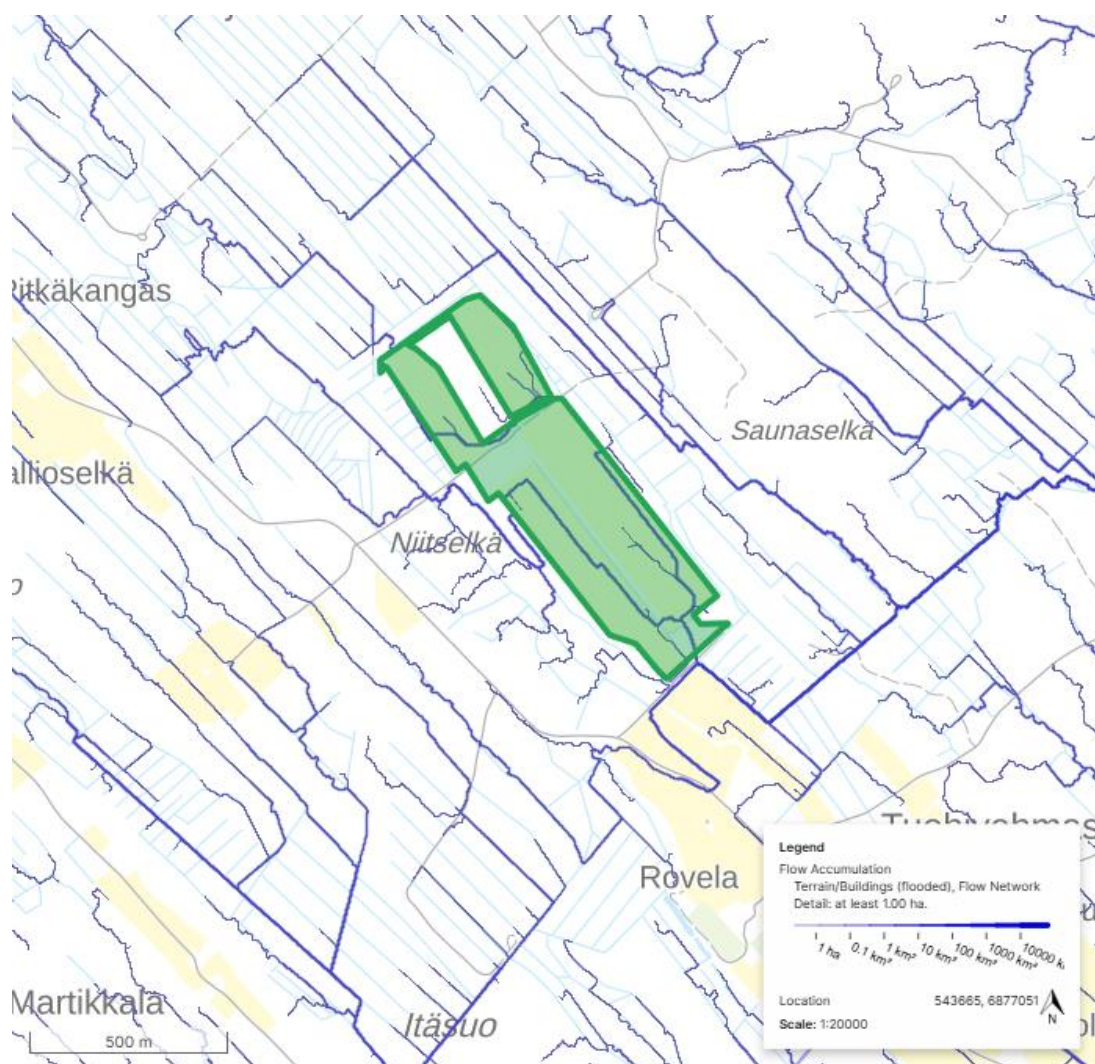 Pitkäkangas
Saunaselkä
allioselkä
Niitselkä
Rovela
Martikkala
Itäsuo
500 m
Legend
Flow Accumulation
Terrain/Buildings (flooded), Flow Network
Detail: at least 1.00 ha.
1 ha
0.1 km²
1 km²
10 km²
100 km²
1000 km²
10000 k
Location
543665, 6877051
N
Scale: 1:20000